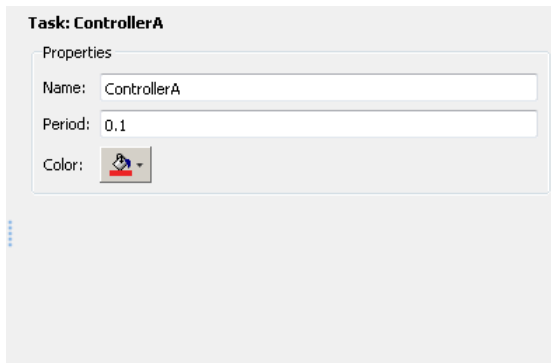 Task: ControllerA
Properties
Name: ControllerA
Period: 0.1
Color: